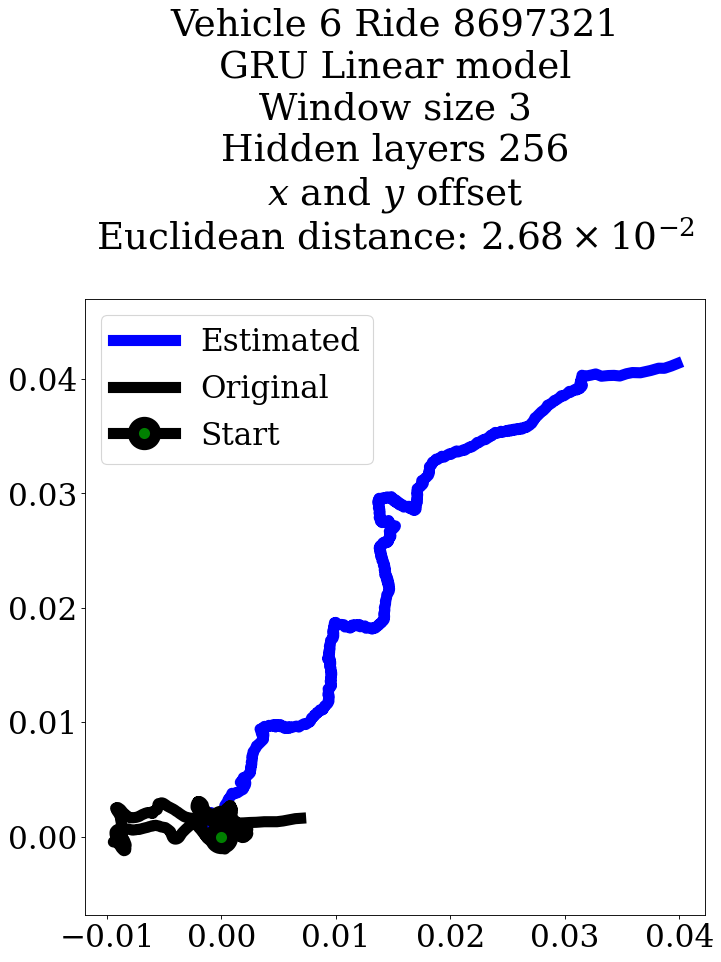 Vehicle 6 Ride 8697321
GRU Linear model
Window size 3
Hidden layers 256
x and y offset
Euclidean distance: 2.68 × 10⁻²
Estimated
Original
Start
0.04
0.03
0.02
0.01
0.00
−0.01 0.00 0.01 0.02 0.03 0.04